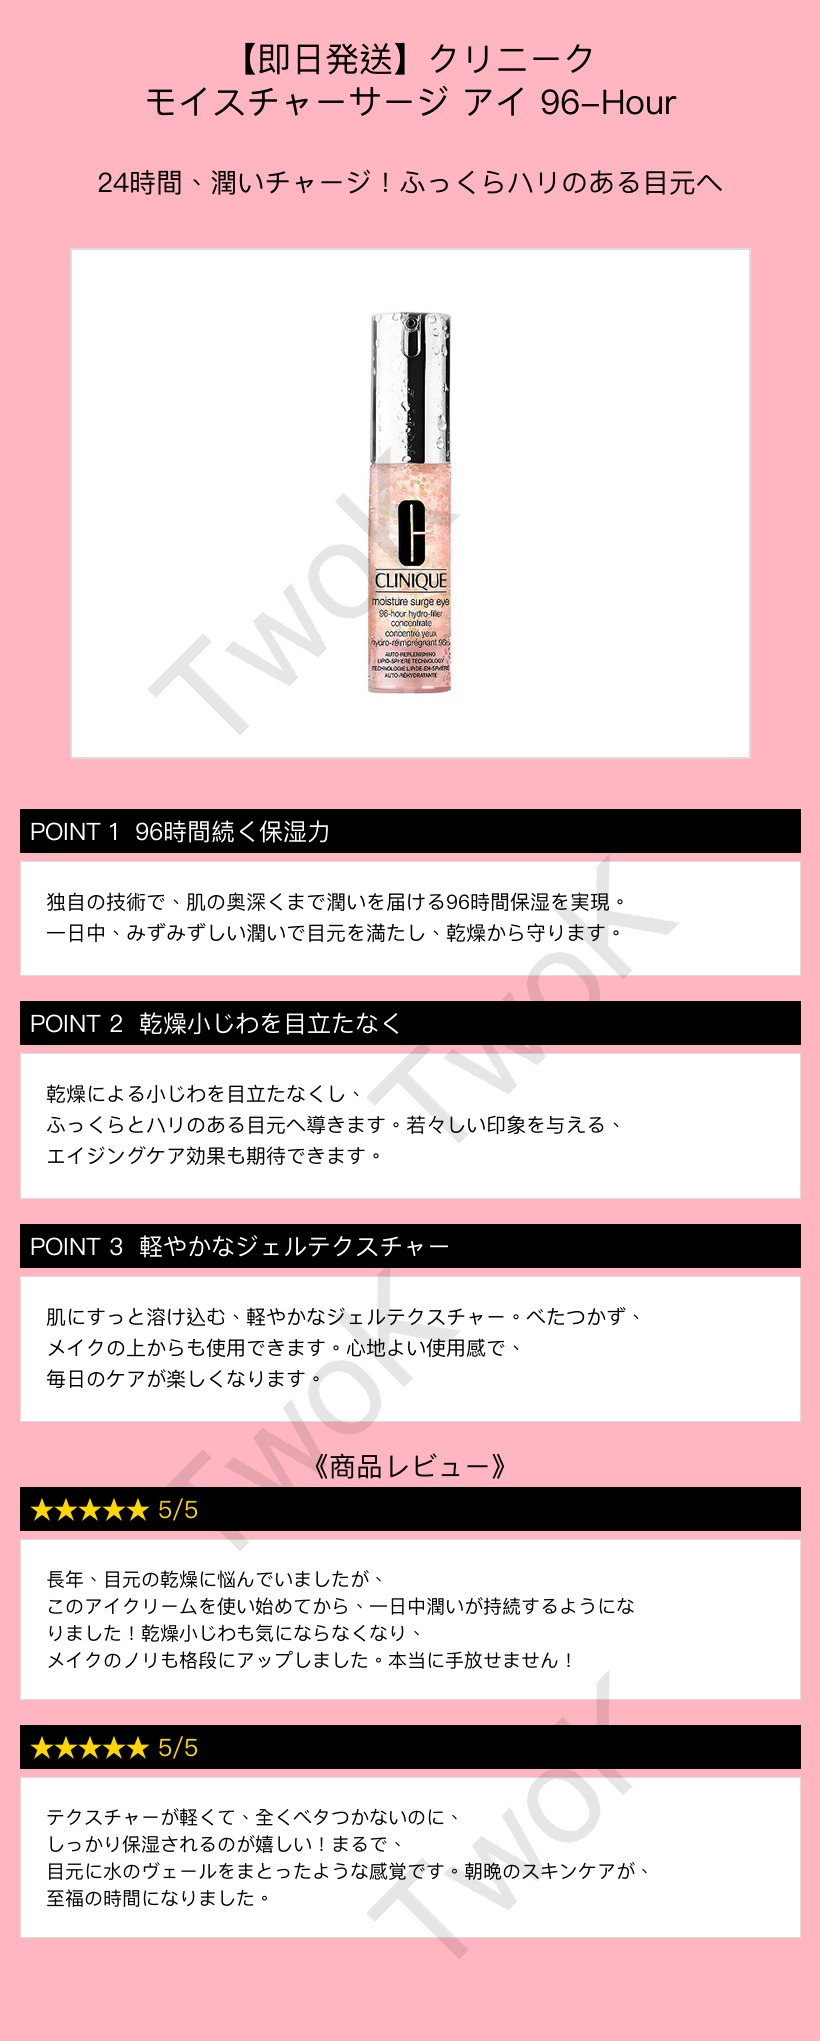 【即日発送】クリニーク
モイスチャーサージ アイ 96-Hour
24時間、潤いチャージ！ふっくらハリのある目元へ
CLINIQUE
moisture surge eye
96-hour hydro-filler
concentrate
concentré yeux
hydro-réimprégnant 96h
AUTO-REPLENISHING
LIPID-SPHERE TECHNOLOGY
TECHNOLOGIE LIPIDE-EN-SPHÈRE
AUTO-RÉHYDRATANTE
TwoK
POINT 1 96時間続く保湿力
独自の技術で、肌の奥深くまで潤いを届ける96時間保湿を実現。
一日中、みずみずしい潤いで目元を満たし、乾燥から守ります。
TwoK
POINT 2 乾燥小じわを目立たなく
乾燥による小じわを目立たなくし、
ふっくらとハリのある目元へ導きます。若々しい印象を与える、
エイジングケア効果も期待できます。
POINT 3 軽やかなジェルテクスチャー
肌にすっと溶け込む、軽やかなジェルテクスチャー。べたつかず、
メイクの上からも使用できます。心地よい使用感で、
毎日のケアが楽しくなります。
TwoK
《商品レビュー》
★★★★★ 5/5
長年、目元の乾燥に悩んでいましたが、
このアイクリームを使い始めてから、一日中潤いが持続するようにな
りました！乾燥小じわも気にならなくなり、
メイクのノリも格段にアップしました。本当に手放せません！
★★★★★ 5/5
テクスチャーが軽くて、全くベタつかないのに、
しっかり保湿されるのが嬉しい！まるで、
目元に水のヴェールをまとったような感覚です。朝晩のスキンケアが、
至福の時間になりました。
TwoK